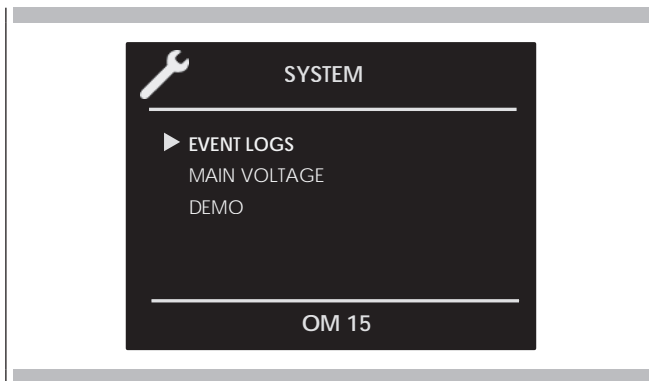 SYSTEM
EVENT LOGS
MAIN VOLTAGE
DEMO
OM 15